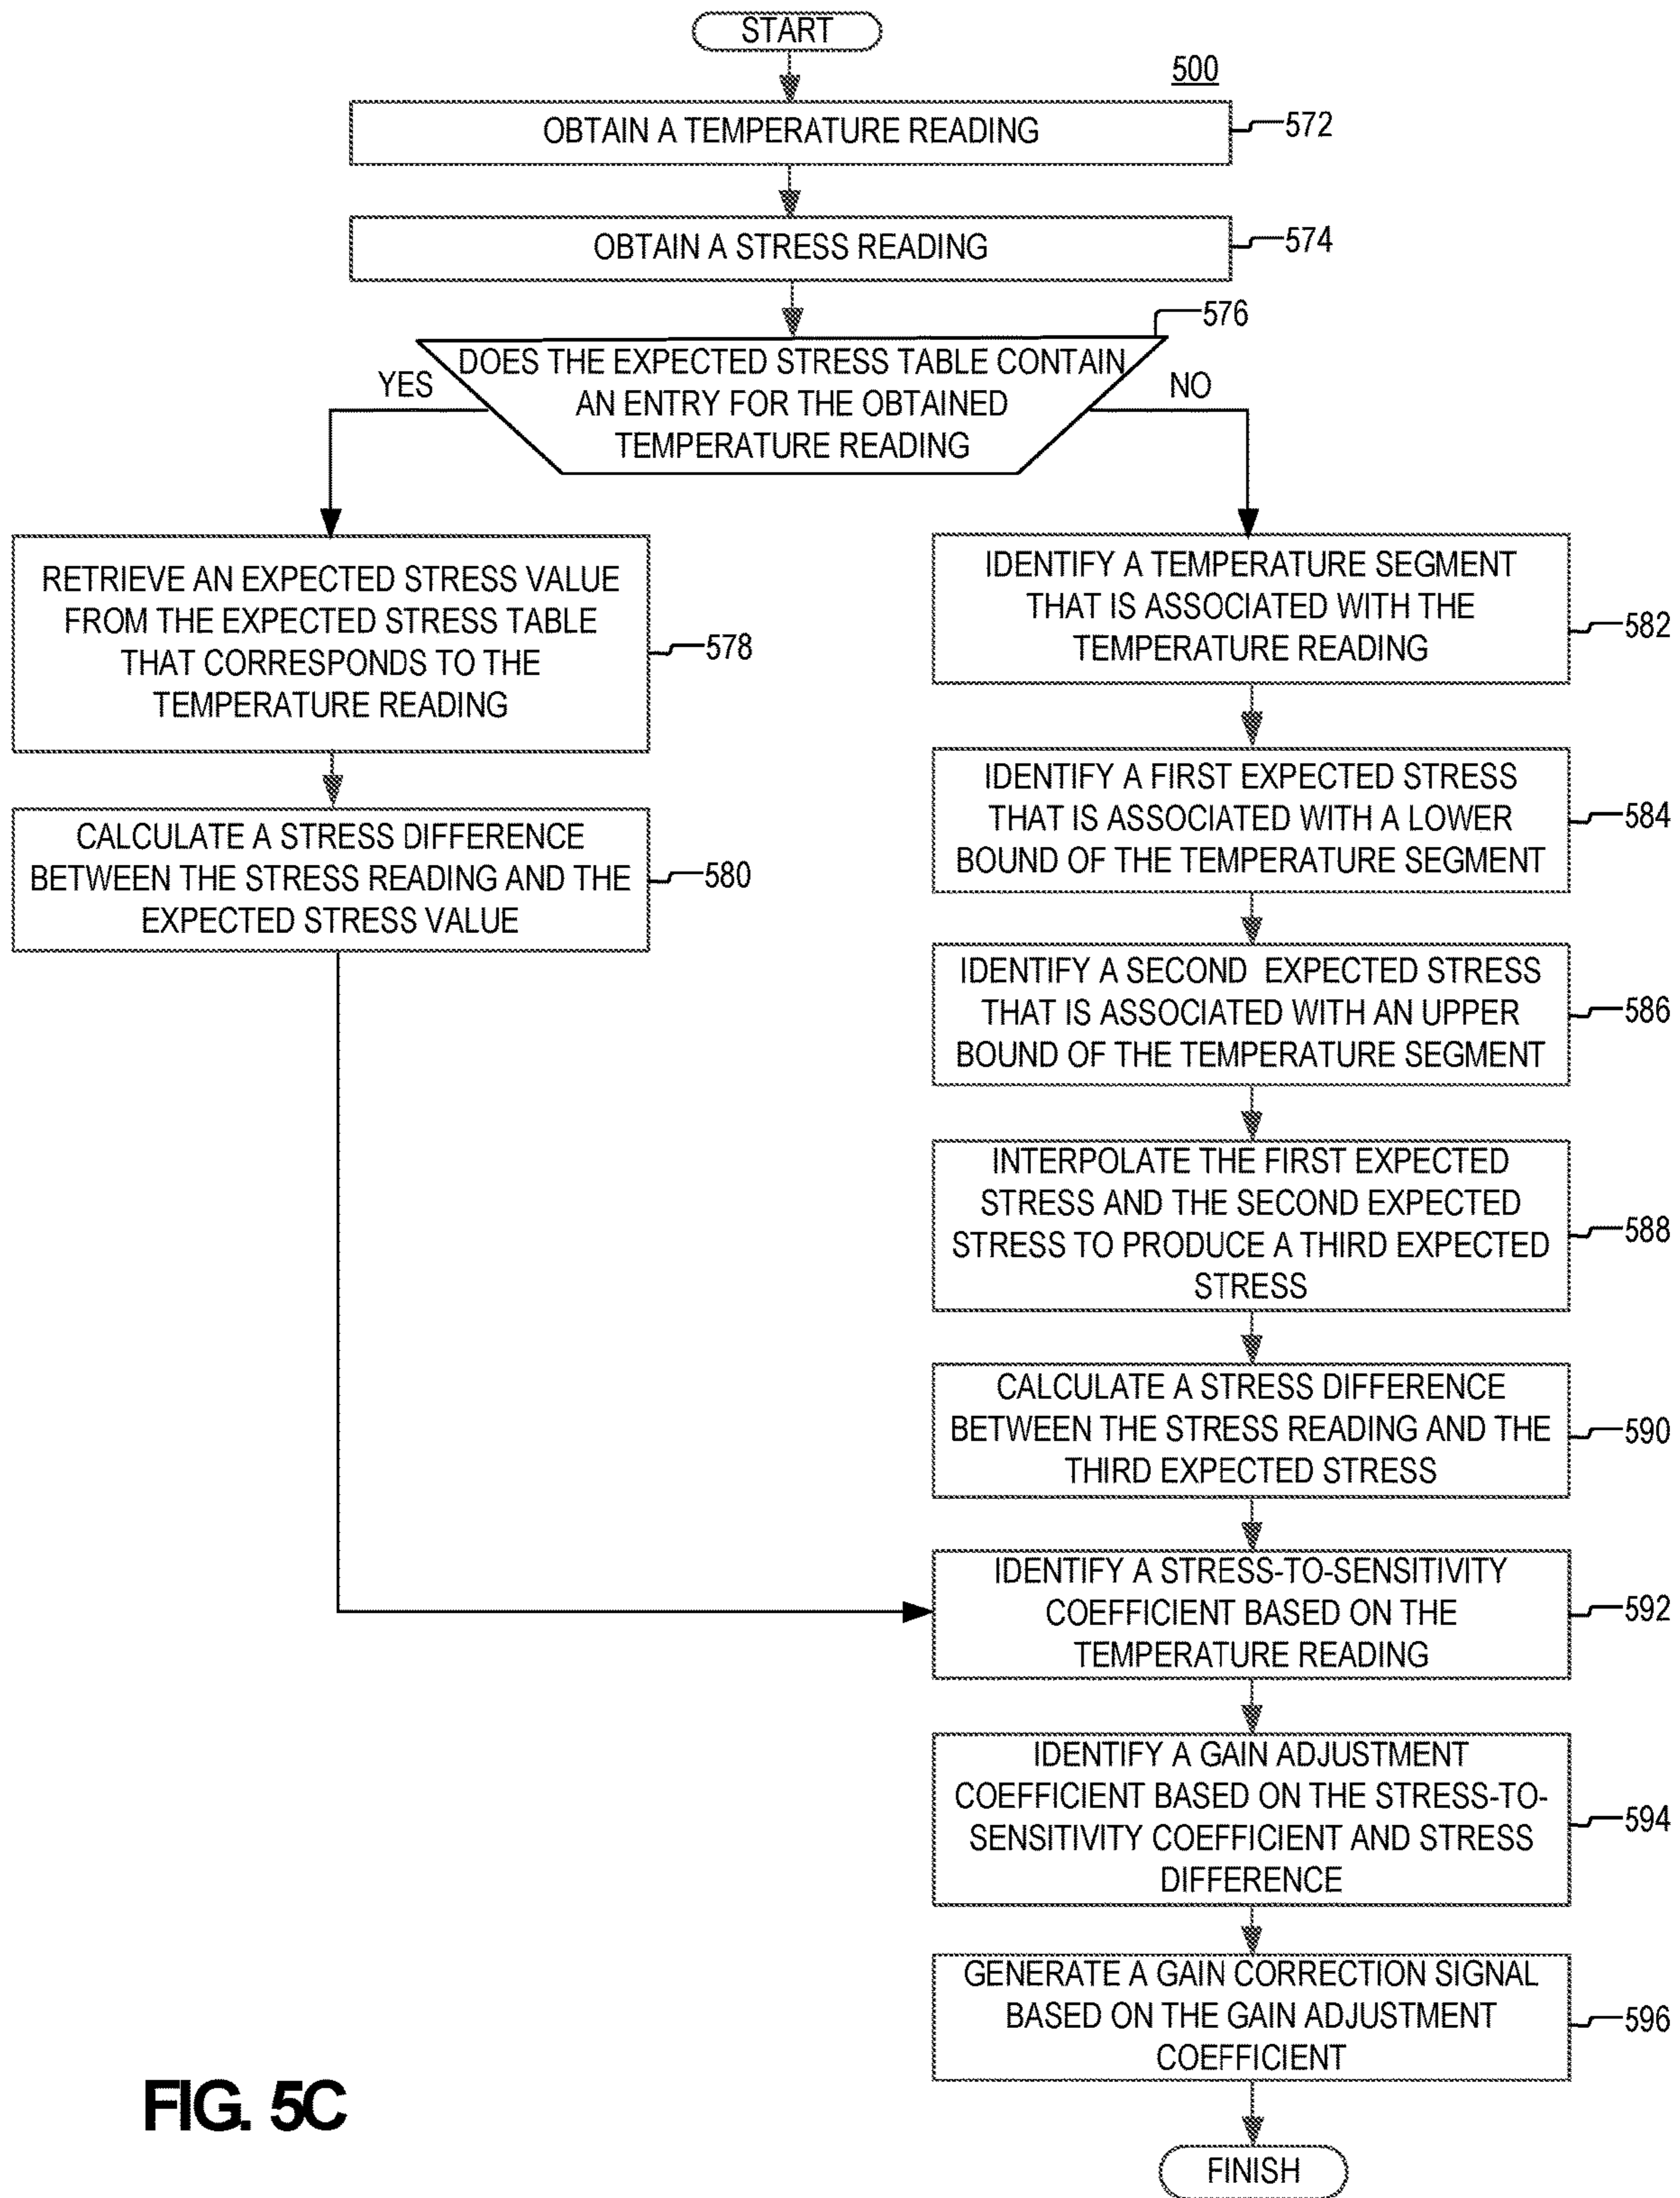 START
500
OBTAIN A TEMPERATURE READING
572
OBTAIN A STRESS READING
574
576
DOES THE EXPECTED STRESS TABLE CONTAIN
AN ENTRY FOR THE OBTAINED
TEMPERATURE READING
YES
NO
RETRIEVE AN EXPECTED STRESS VALUE
FROM THE EXPECTED STRESS TABLE
THAT CORRESPONDS TO THE
TEMPERATURE READING
578
CALCULATE A STRESS DIFFERENCE
BETWEEN THE STRESS READING AND THE
EXPECTED STRESS VALUE
580
IDENTIFY A TEMPERATURE SEGMENT
THAT IS ASSOCIATED WITH THE
TEMPERATURE READING
582
IDENTIFY A FIRST EXPECTED STRESS
THAT IS ASSOCIATED WITH A LOWER
BOUND OF THE TEMPERATURE SEGMENT
584
IDENTIFY A SECOND EXPECTED STRESS
THAT IS ASSOCIATED WITH AN UPPER
BOUND OF THE TEMPERATURE SEGMENT
586
INTERPOLATE THE FIRST EXPECTED
STRESS AND THE SECOND EXPECTED
STRESS TO PRODUCE A THIRD EXPECTED
STRESS
588
CALCULATE A STRESS DIFFERENCE
BETWEEN THE STRESS READING AND THE
THIRD EXPECTED STRESS
590
IDENTIFY A STRESS-TO-SENSITIVITY
COEFFICIENT BASED ON THE
TEMPERATURE READING
592
IDENTIFY A GAIN ADJUSTMENT
COEFFICIENT BASED ON THE STRESS-TO-
SENSITIVITY COEFFICIENT AND STRESS
DIFFERENCE
594
GENERATE A GAIN CORRECTION SIGNAL
BASED ON THE GAIN ADJUSTMENT
COEFFICIENT
596
FINISH
FIG. 5C